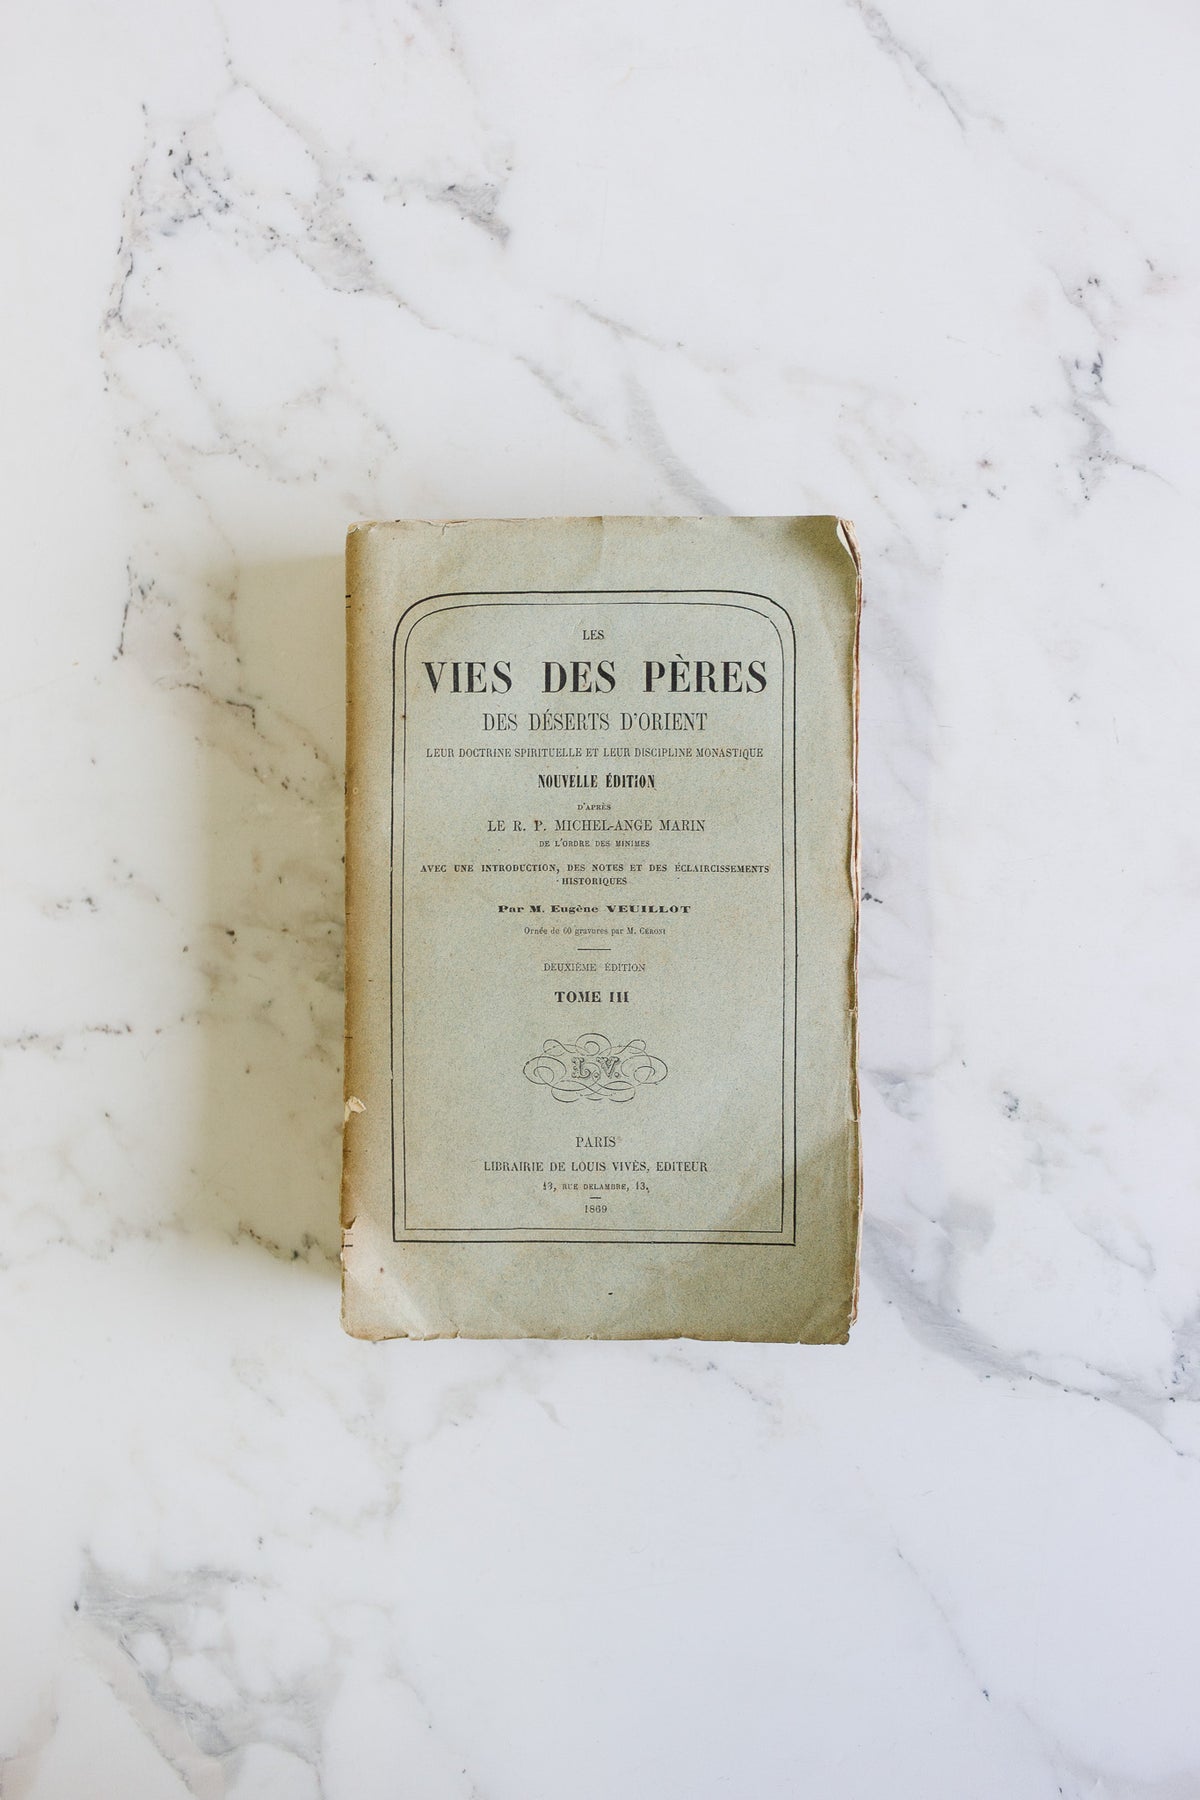 LES
VIES DES PÈRES
DES DÉSERTS D'ORIENT
LEUR DOCTRINE SPIRITUELLE ET LEUR DISCIPLINE MONASTIQUE
NOUVELLE ÉDITION
D'APRÈS
LE R. P. MICHEL-ANGE MARIN
DE L'ORDRE DES MINIMES
AVEC UNE INTRODUCTION, DES NOTES ET DES ÉCLAIRCISSEMENTS
HISTORIQUES
Par M. Eugène VEUILLOT
Ornée de 60 gravures par M. CERONI
DEUXIÈME ÉDITION
TOME III
L.V.
PARIS
LIBRAIRIE DE LOUIS VIVÈS, EDITEUR
13, RUE DELAMBRE, 13,
1869